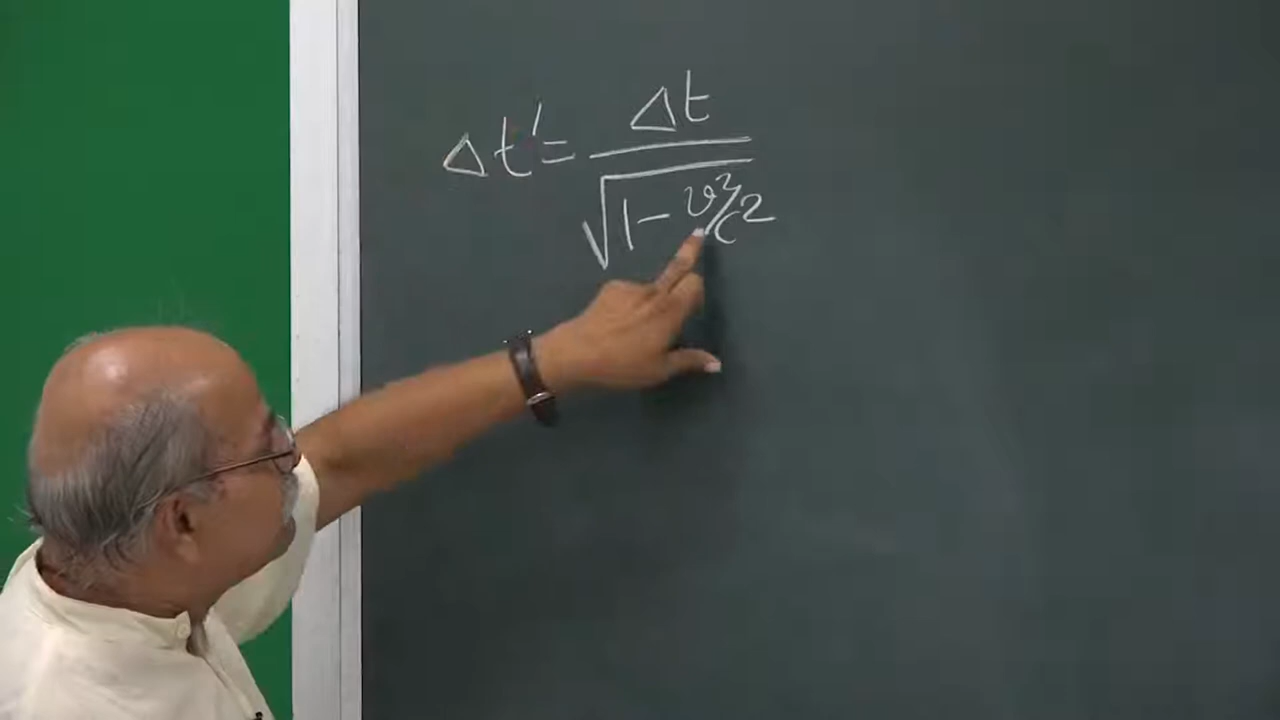 Δt' = Δt / √(1 - v²/c²)